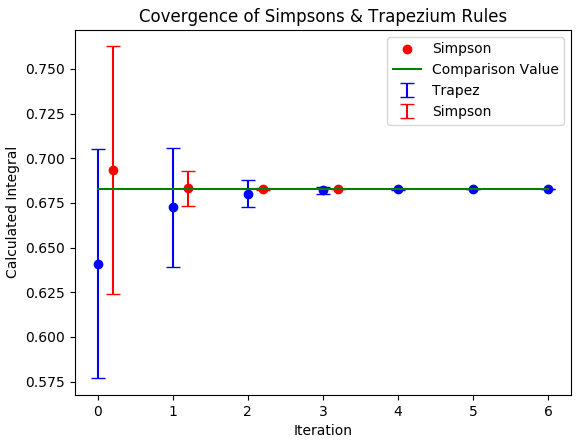 Covergence of Simpsons & Trapezium Rules
Simpson
Comparison Value
Trapez
Simpson
Calculated Integral
0.750
0.725
0.700
0.675
0.650
0.625
0.600
0.575
0 1 2 3 4 5 6
Iteration